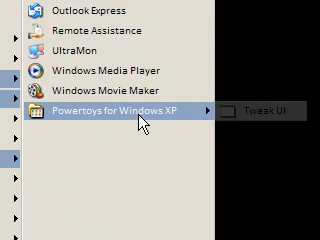 Outlook Express
Remote Assistance
UltraMon
Windows Media Player
Windows Movie Maker
Powertoys for Windows XP
Tweak UI